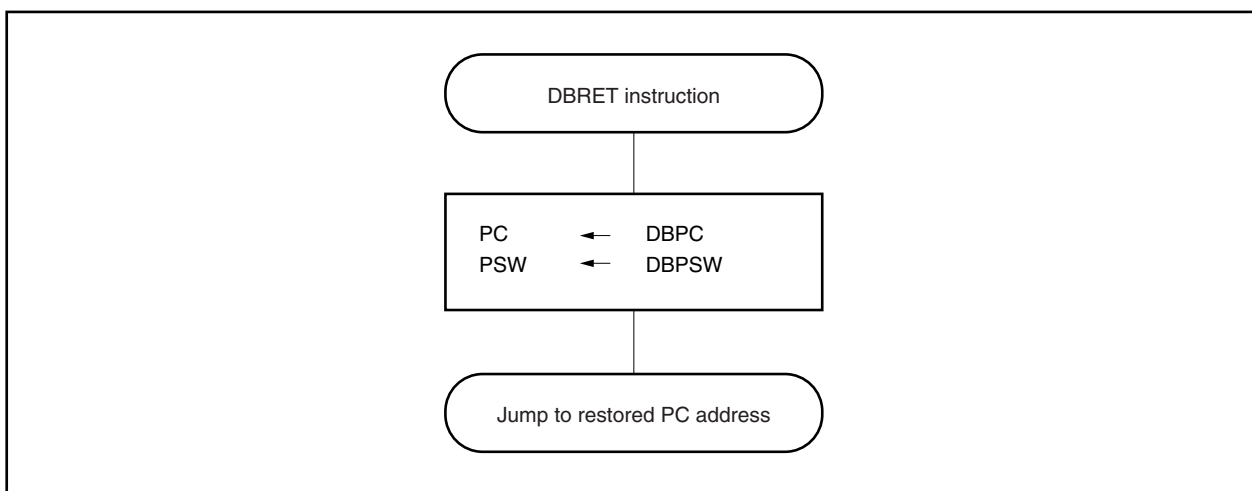 DBRET instruction
PC ← DBPC
PSW ← DBPSW
Jump to restored PC address